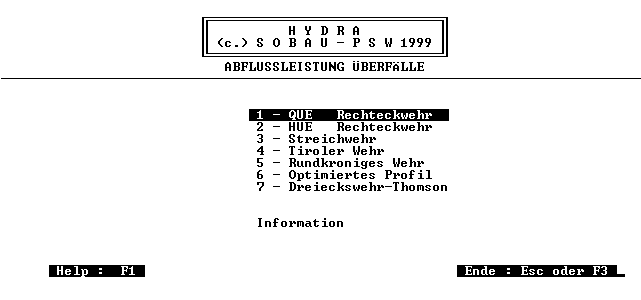 H Y D R A
(c.) S O B A U - P S W 1999
ABFLUSSLEISTUNG ÜBERFÄLLE
1 - QUE Rechteckwehr
2 - HUE Rechteckwehr
3 - Streichwehr
4 - Tiroler Wehr
5 - Rundkroniges Wehr
6 - Optimiertes Profil
7 - Dreieckswehr-Thomson
Information
Help : F1 Ende : Esc oder F3